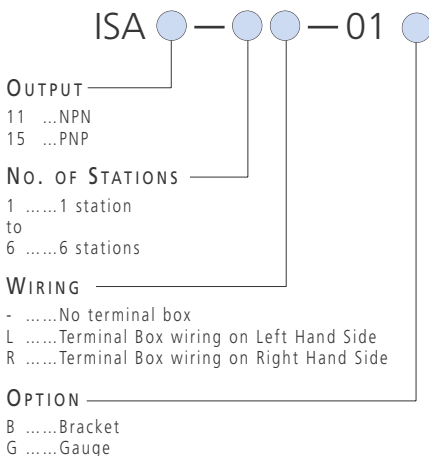 ISA — — 01
OUTPUT
11 ...NPN
15 ...PNP
NO. OF STATIONS
1 ......1 station
to
6 ......6 stations
WIRING
- ......No terminal box
L ......Terminal Box wiring on Left Hand Side
R ......Terminal Box wiring on Right Hand Side
OPTION
B ......Bracket
G ......Gauge